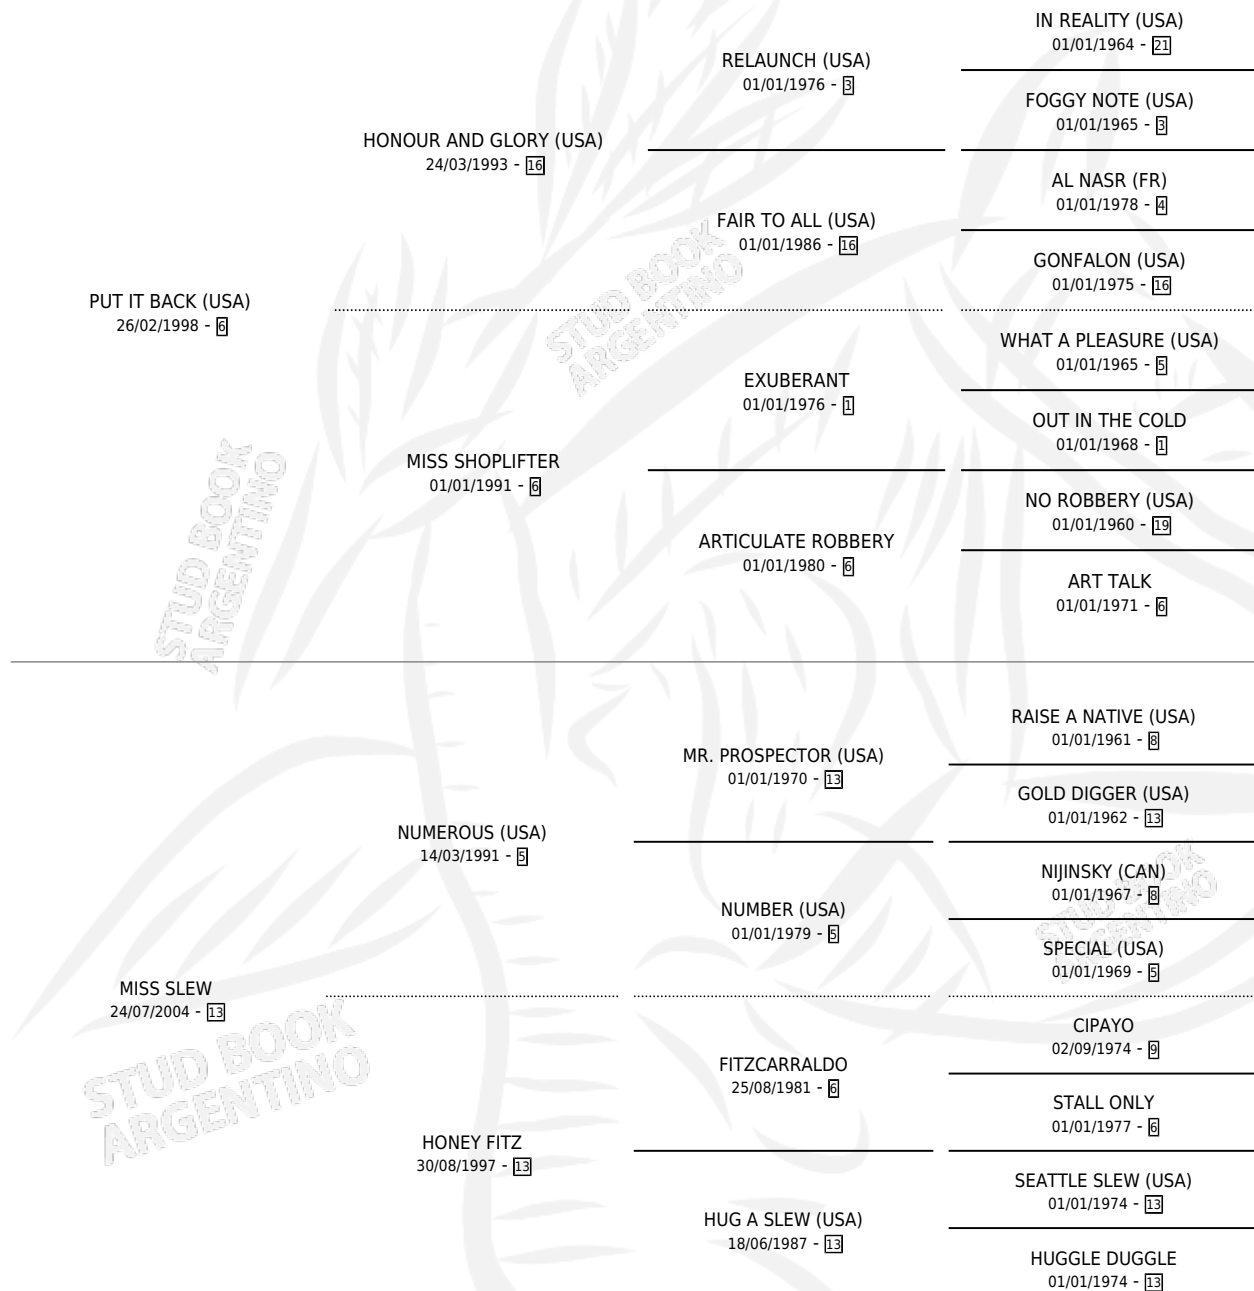 IN REALITY (USA)
01/01/1964 - 21
RELAUNCH (USA)
01/01/1976 - 3
FOGGY NOTE (USA)
01/01/1965 - 3
HONOUR AND GLORY (USA)
24/03/1993 - 16
AL NASR (FR)
01/01/1978 - 4
FAIR TO ALL (USA)
01/01/1986 - 16
GONFALON (USA)
01/01/1975 - 16
PUT IT BACK (USA)
26/02/1998 - 6
WHAT A PLEASURE (USA)
01/01/1965 - 5
EXUBERANT
01/01/1976 - 1
OUT IN THE COLD
01/01/1968 - 1
MISS SHOPLIFTER
01/01/1991 - 6
NO ROBBERY (USA)
01/01/1960 - 19
ARTICULATE ROBBERY
01/01/1980 - 6
ART TALK
01/01/1971 - 6
RAISE A NATIVE (USA)
01/01/1961 - 8
MR. PROSPECTOR (USA)
01/01/1970 - 13
GOLD DIGGER (USA)
01/01/1962 - 13
NUMEROUS (USA)
14/03/1991 - 5
NIJINSKY (CAN)
01/01/1967 - 8
NUMBER (USA)
01/01/1979 - 5
SPECIAL (USA)
01/01/1969 - 5
MISS SLEW
24/07/2004 - 13
CIPAYO
02/09/1974 - 9
FITZCARRALDO
25/08/1981 - 6
STALL ONLY
01/01/1977 - 6
HONEY FITZ
30/08/1997 - 13
SEATTLE SLEW (USA)
01/01/1974 - 13
HUG A SLEW (USA)
18/06/1987 - 13
HUGGLE DUGGLE
01/01/1974 - 13
STUD BOOK
ARGENTINO
STUD BOOK
ARGENTINO
STUD BOOK
ARGENTINO
STUD BOOK
ARGENTINO